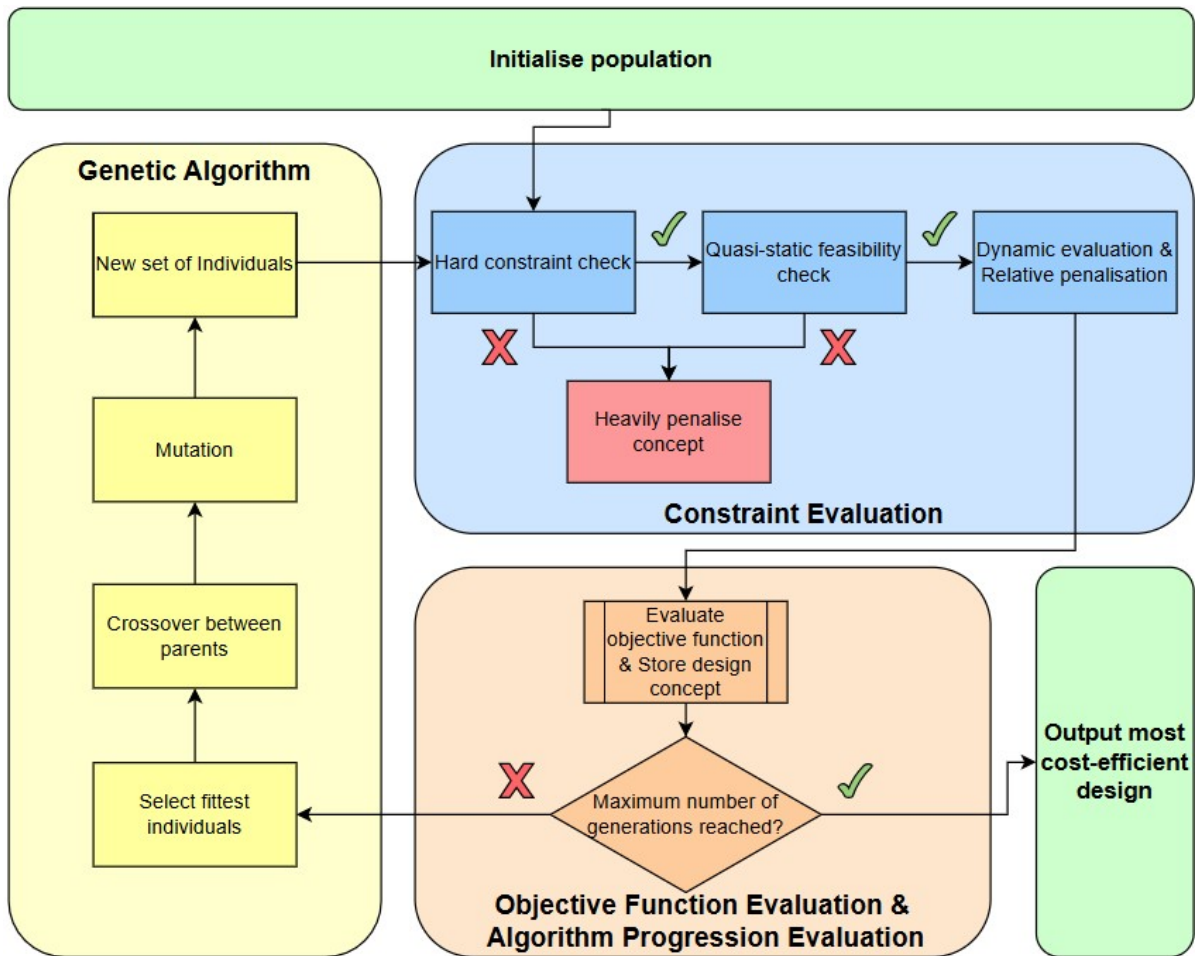 Initialise population
Genetic Algorithm
New set of Individuals
Mutation
Crossover between
parents
Select fittest
individuals
Hard constraint check
Quasi-static feasibility
check
Dynamic evaluation &
Relative penalisation
Heavily penalise
concept
Constraint Evaluation
Evaluate
objective function
& Store design
concept
Maximum number of
generations reached?
Objective Function Evaluation &
Algorithm Progression Evaluation
Output most
cost-efficient
design